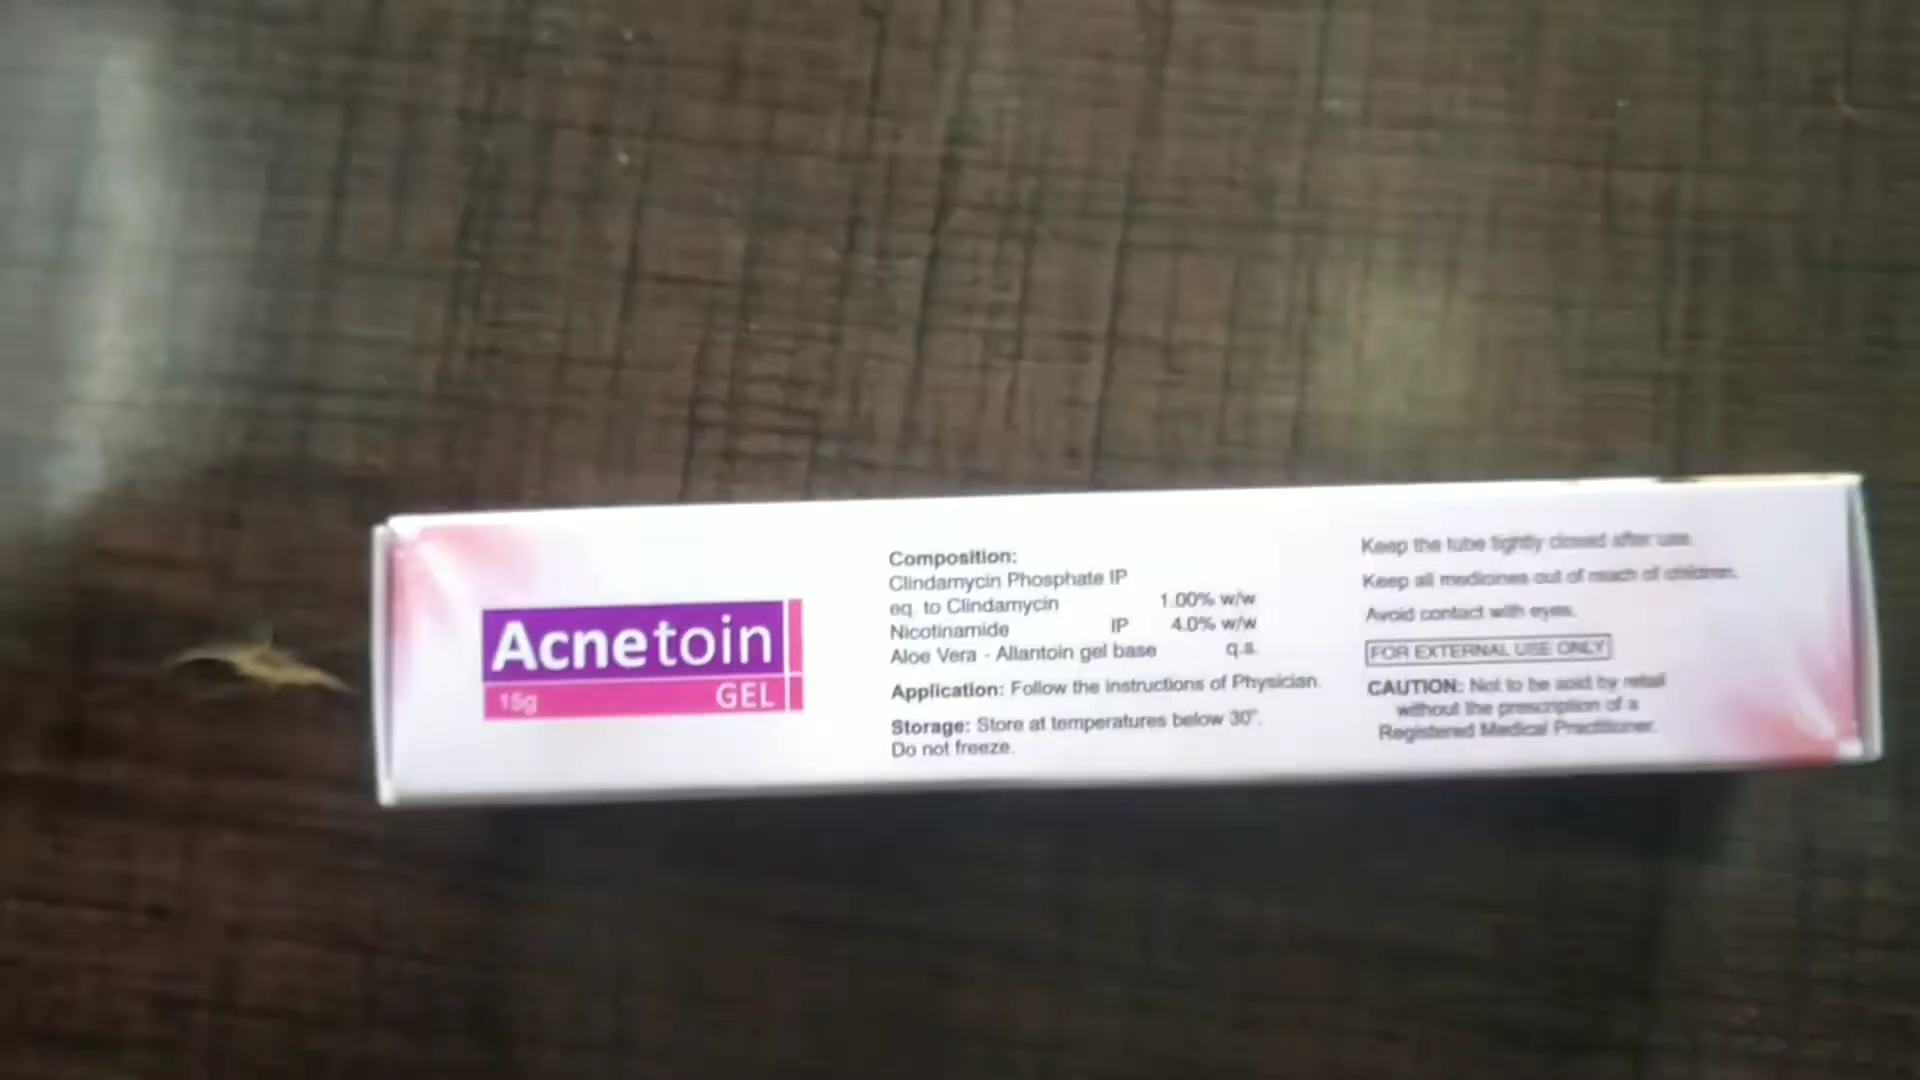 Acnetoin
15g GEL
Composition:
Clindamycin Phosphate IP
eq. to Clindamycin 1.00% w/w
Nicotinamide IP 4.0% w/w
Aloe Vera - Allantoin gel base q.s.
Application: Follow the instructions of Physician.
Storage: Store at temperatures below 30°.
Do not freeze.
Keep the tube tightly closed after use.
Keep all medicines out of reach of children.
Avoid contact with eyes.
FOR EXTERNAL USE ONLY
CAUTION: Not to be sold by retail
without the prescription of a
Registered Medical Practitioner.